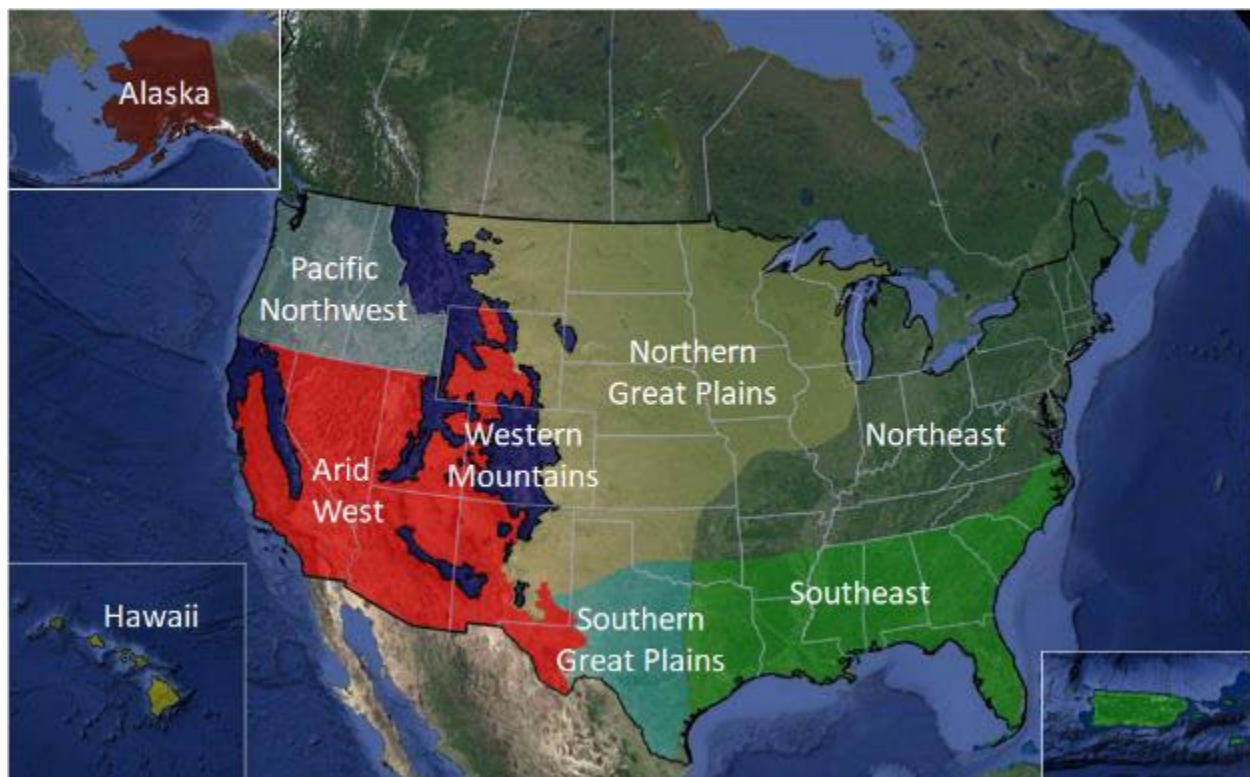 Alaska
Pacific
Northwest
Northern
Great Plains
Western
Mountains
Northeast
Arid
West
Southeast
Hawaii
Southern
Great Plains